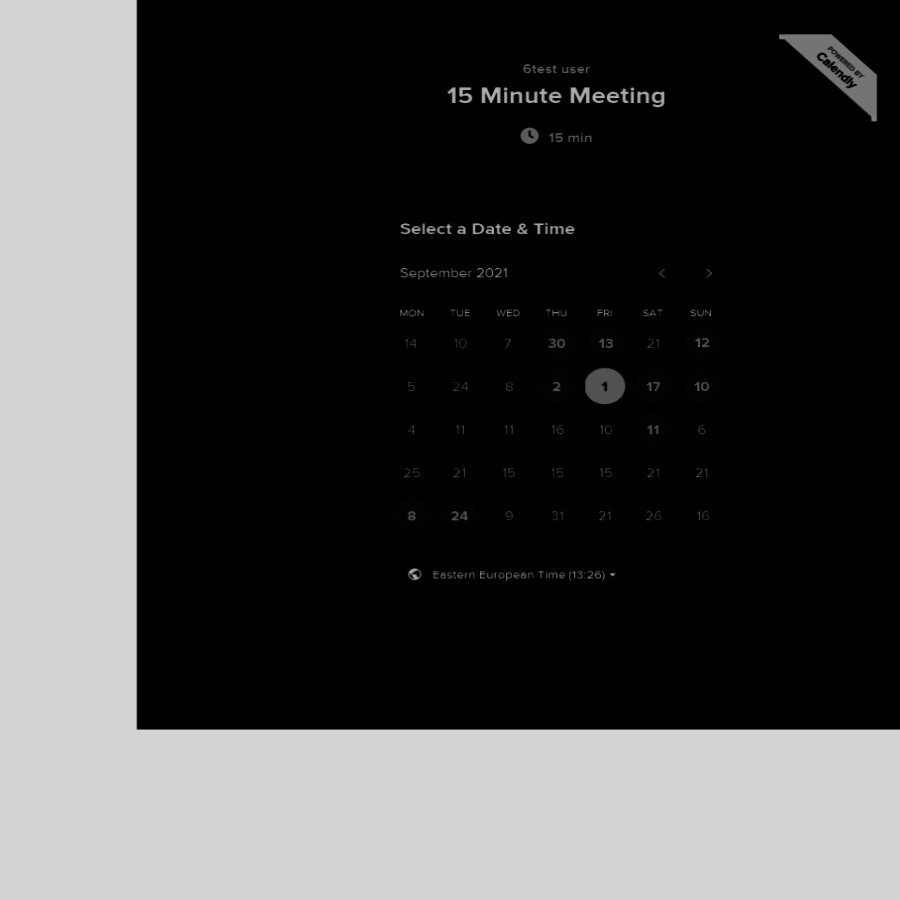 POWERED BY
Calendly
6test user
15 Minute Meeting
15 min
Select a Date & Time
September 2021
MON TUE WED THU FRI SAT SUN
14 10 7 30 13 21 12
5 24 8 2 1 17 10
4 11 11 16 10 11 6
25 21 15 15 15 21 21
8 24 9 31 21 26 16
Eastern European Time (13:26)